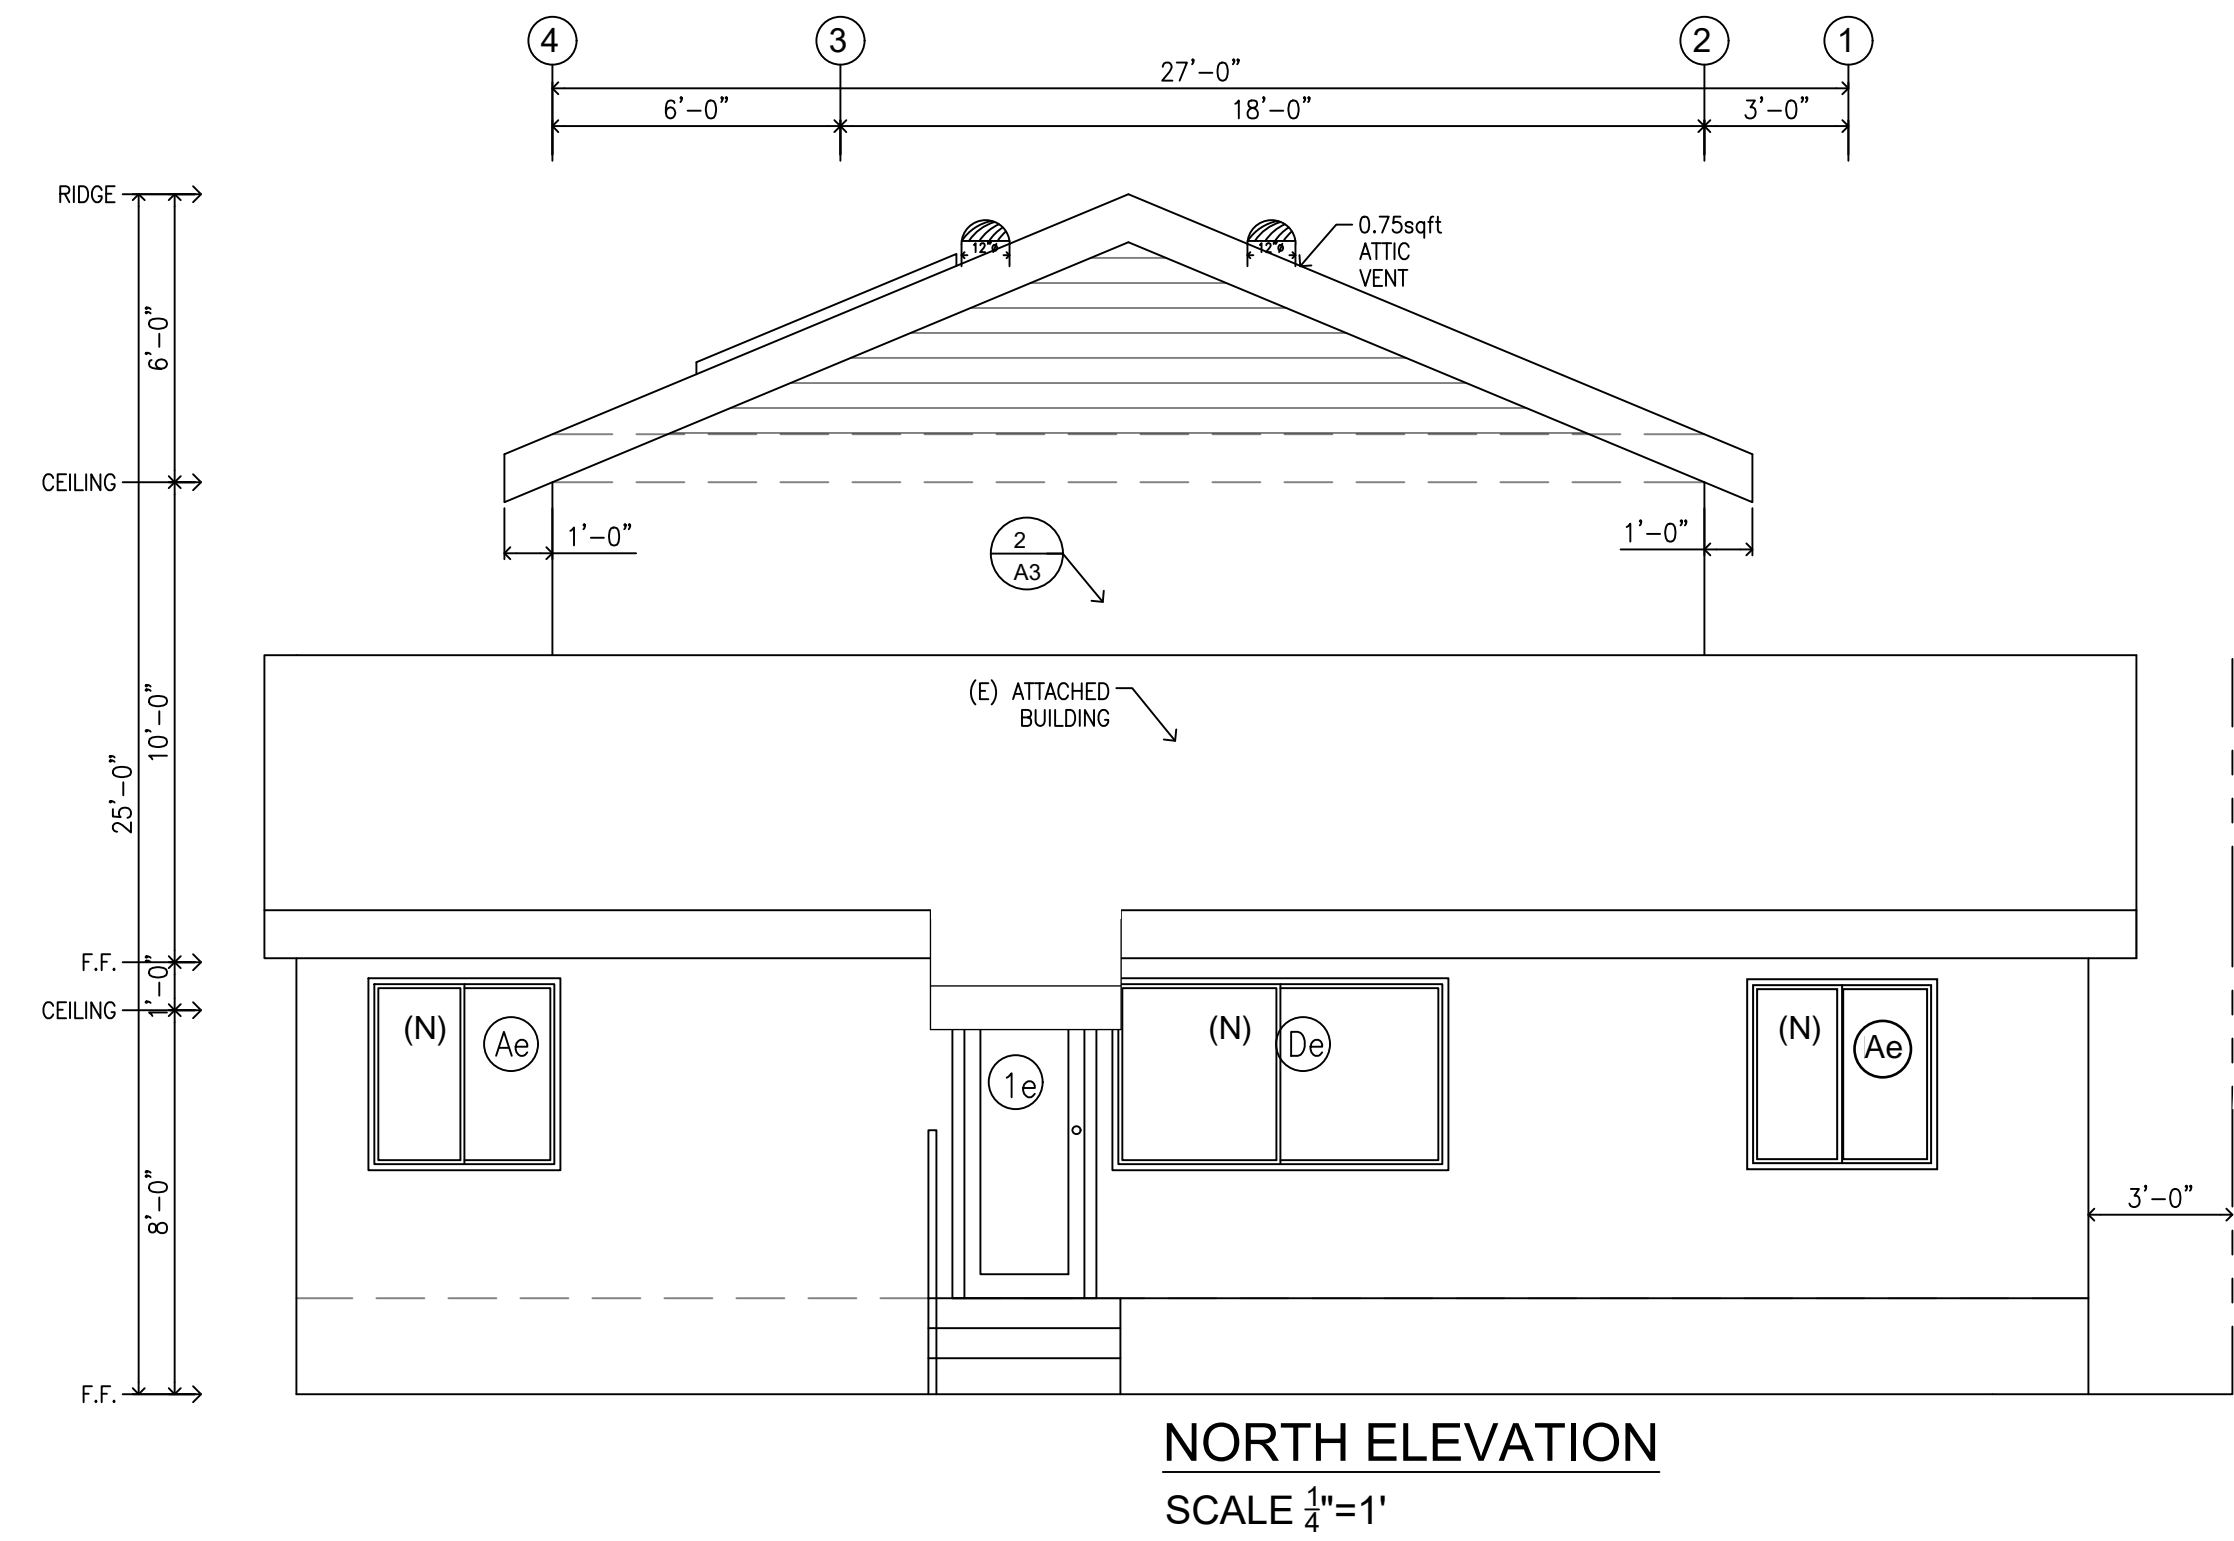 4
3
2
1
27'-0"
6'-0"
18'-0"
3'-0"
RIDGE
0.75sqft
ATTIC
VENT
12"ø
12"ø
6'-0"
CEILING
1'-0"
1'-0"
2
A3
(E) ATTACHED
BUILDING
10'-0"
25'-0"
F.F.
1'-0"
CEILING
(N)
Ae
1e
(N)
De
(N)
Ae
8'-0"
3'-0"
F.F.
NORTH ELEVATION
SCALE 1/4"=1'